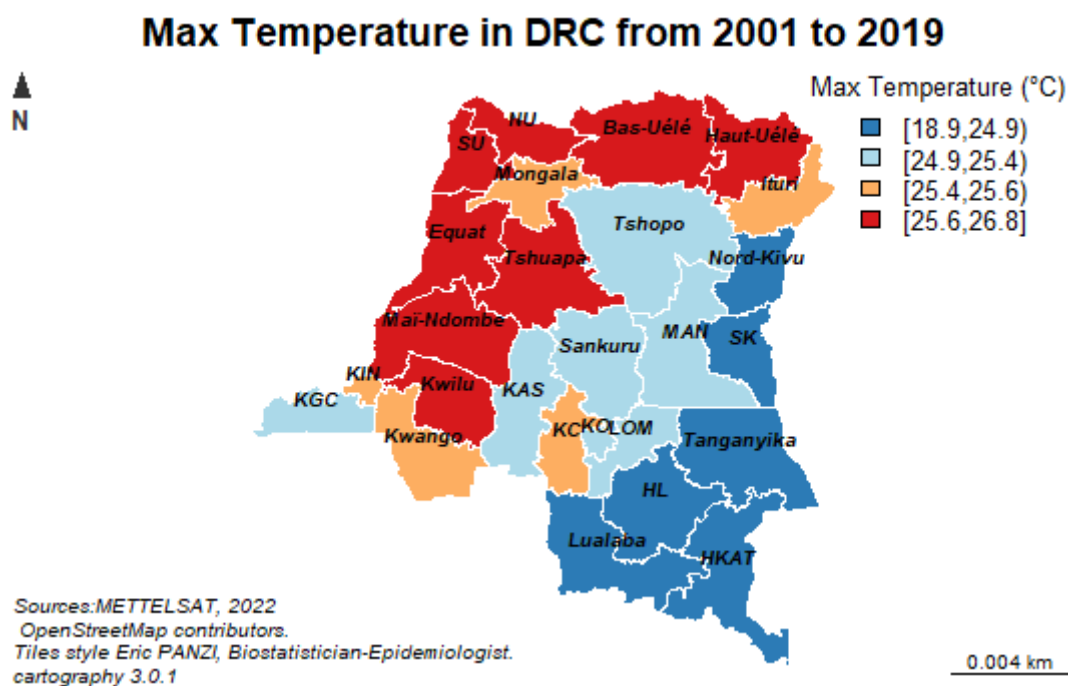 Max Temperature in DRC from 2001 to 2019
N
Max Temperature (°C)
[18.9,24.9)
[24.9,25.4)
[25.4,25.6)
[25.6,26.8]
NU
Bas-Uélé
Haut-Uélé
SU
Mongala
Ituri
Equat
Tshopo
Tshuapa
Nord-Kivu
Maï-Ndombe
Sankuru
MAN
SK
KIN
Kwilu
KAS
KGC
Kwango
KC
KO
LOM
Tanganyika
HL
Lualaba
HKAT
Sources:METTELSAT, 2022
OpenStreetMap contributors.
Tiles style Eric PANZI, Biostatistician-Epidemiologist.
cartography 3.0.1
0.004 km